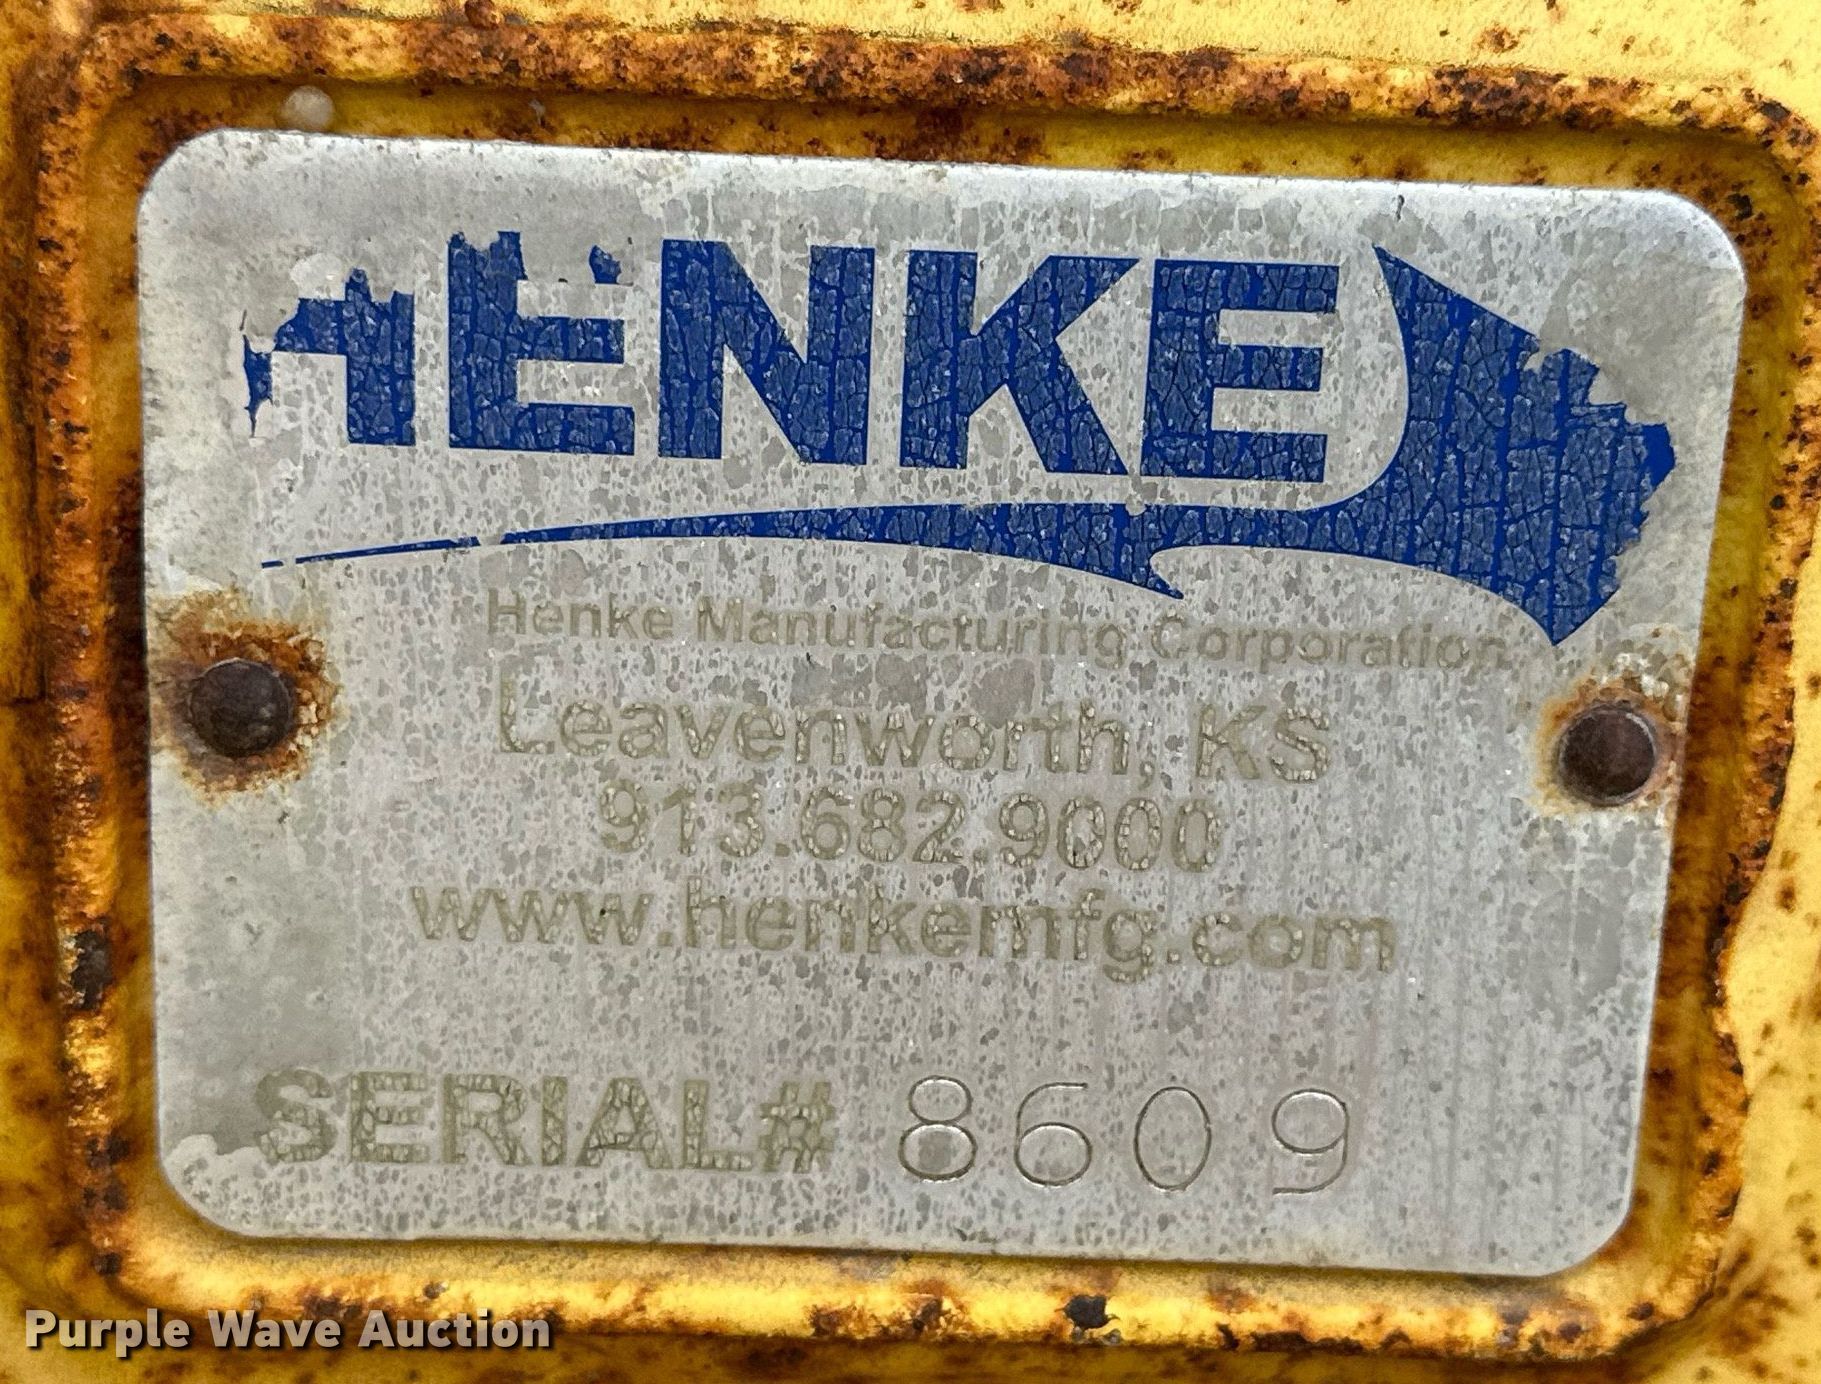 HENKE
Henke Manufacturing Corporation
Leavenworth, KS
913.682.9000
www.henkemfg.com
SERIAL# 8609
Purple Wave Auction